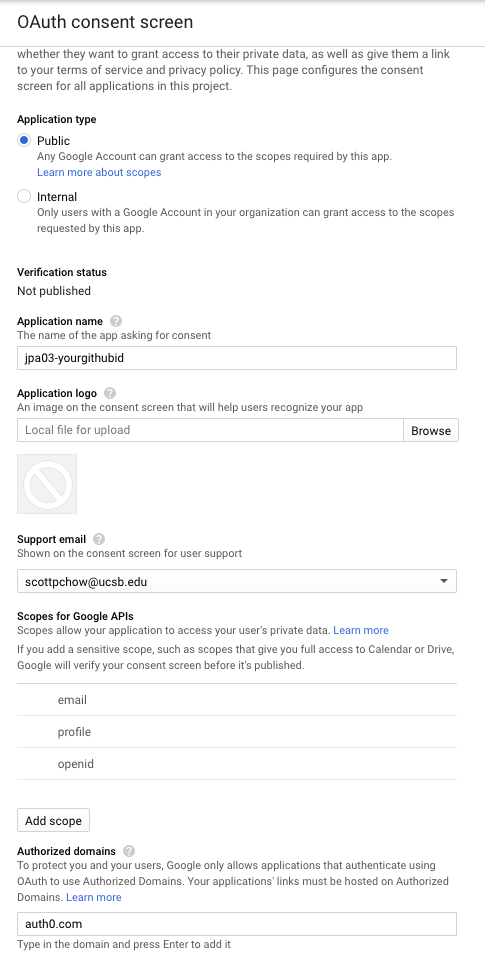 OAuth consent screen
whether they want to grant access to their private data, as well as give them a link
to your terms of service and privacy policy. This page configures the consent
screen for all applications in this project.
Application type
Public
Any Google Account can grant access to the scopes required by this app.
Learn more about scopes
Internal
Only users with a Google Account in your organization can grant access to the scopes
requested by this app.
Verification status
Not published
Application name ?
The name of the app asking for consent
jpa03-yourgithubid
Application logo ?
An image on the consent screen that will help users recognize your app
Local file for upload Browse
Support email ?
Shown on the consent screen for user support
scottpchow@ucsb.edu
Scopes for Google APIs
Scopes allow your application to access your user's private data. Learn more
If you add a sensitive scope, such as scopes that give you full access to Calendar or Drive,
Google will verify your consent screen before it's published.
email
profile
openid
Add scope
Authorized domains ?
To protect you and your users, Google only allows applications that authenticate using
OAuth to use Authorized Domains. Your applications' links must be hosted on Authorized
Domains. Learn more
auth0.com
Type in the domain and press Enter to add it